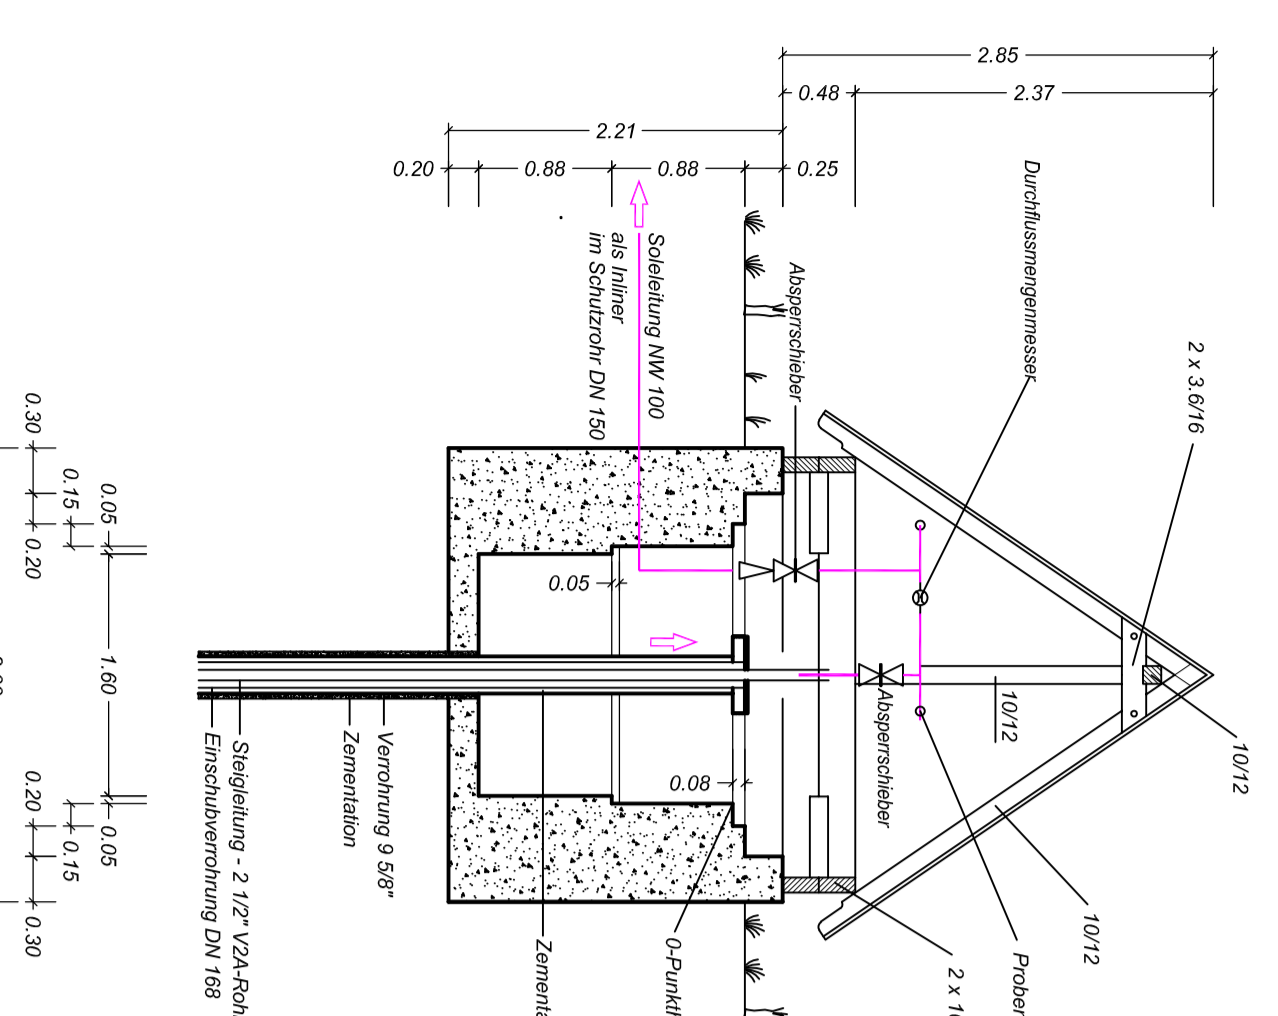 2.85
0.48
2.37
2.21
0.20
0.88
0.88
0.25
Durchflussmengenmesser
Absperrschieber
Soleleitung NW 100
als Inliner
im Schutzrohr DN 150
2 x 3.6/16
0.30
0.20
0.15
0.05
0.05
1.60
0.08
10/12
10/12
10/12
Absperrschieber
Verrohrung 9 5/8"
Zementation
Steigleitung - 2 1/2" V2A-Roh
Einschubverrohrung DN 168
0.20
0.30
0.15
0.05
Zementa
0-Punkt
2 x 1
Prober